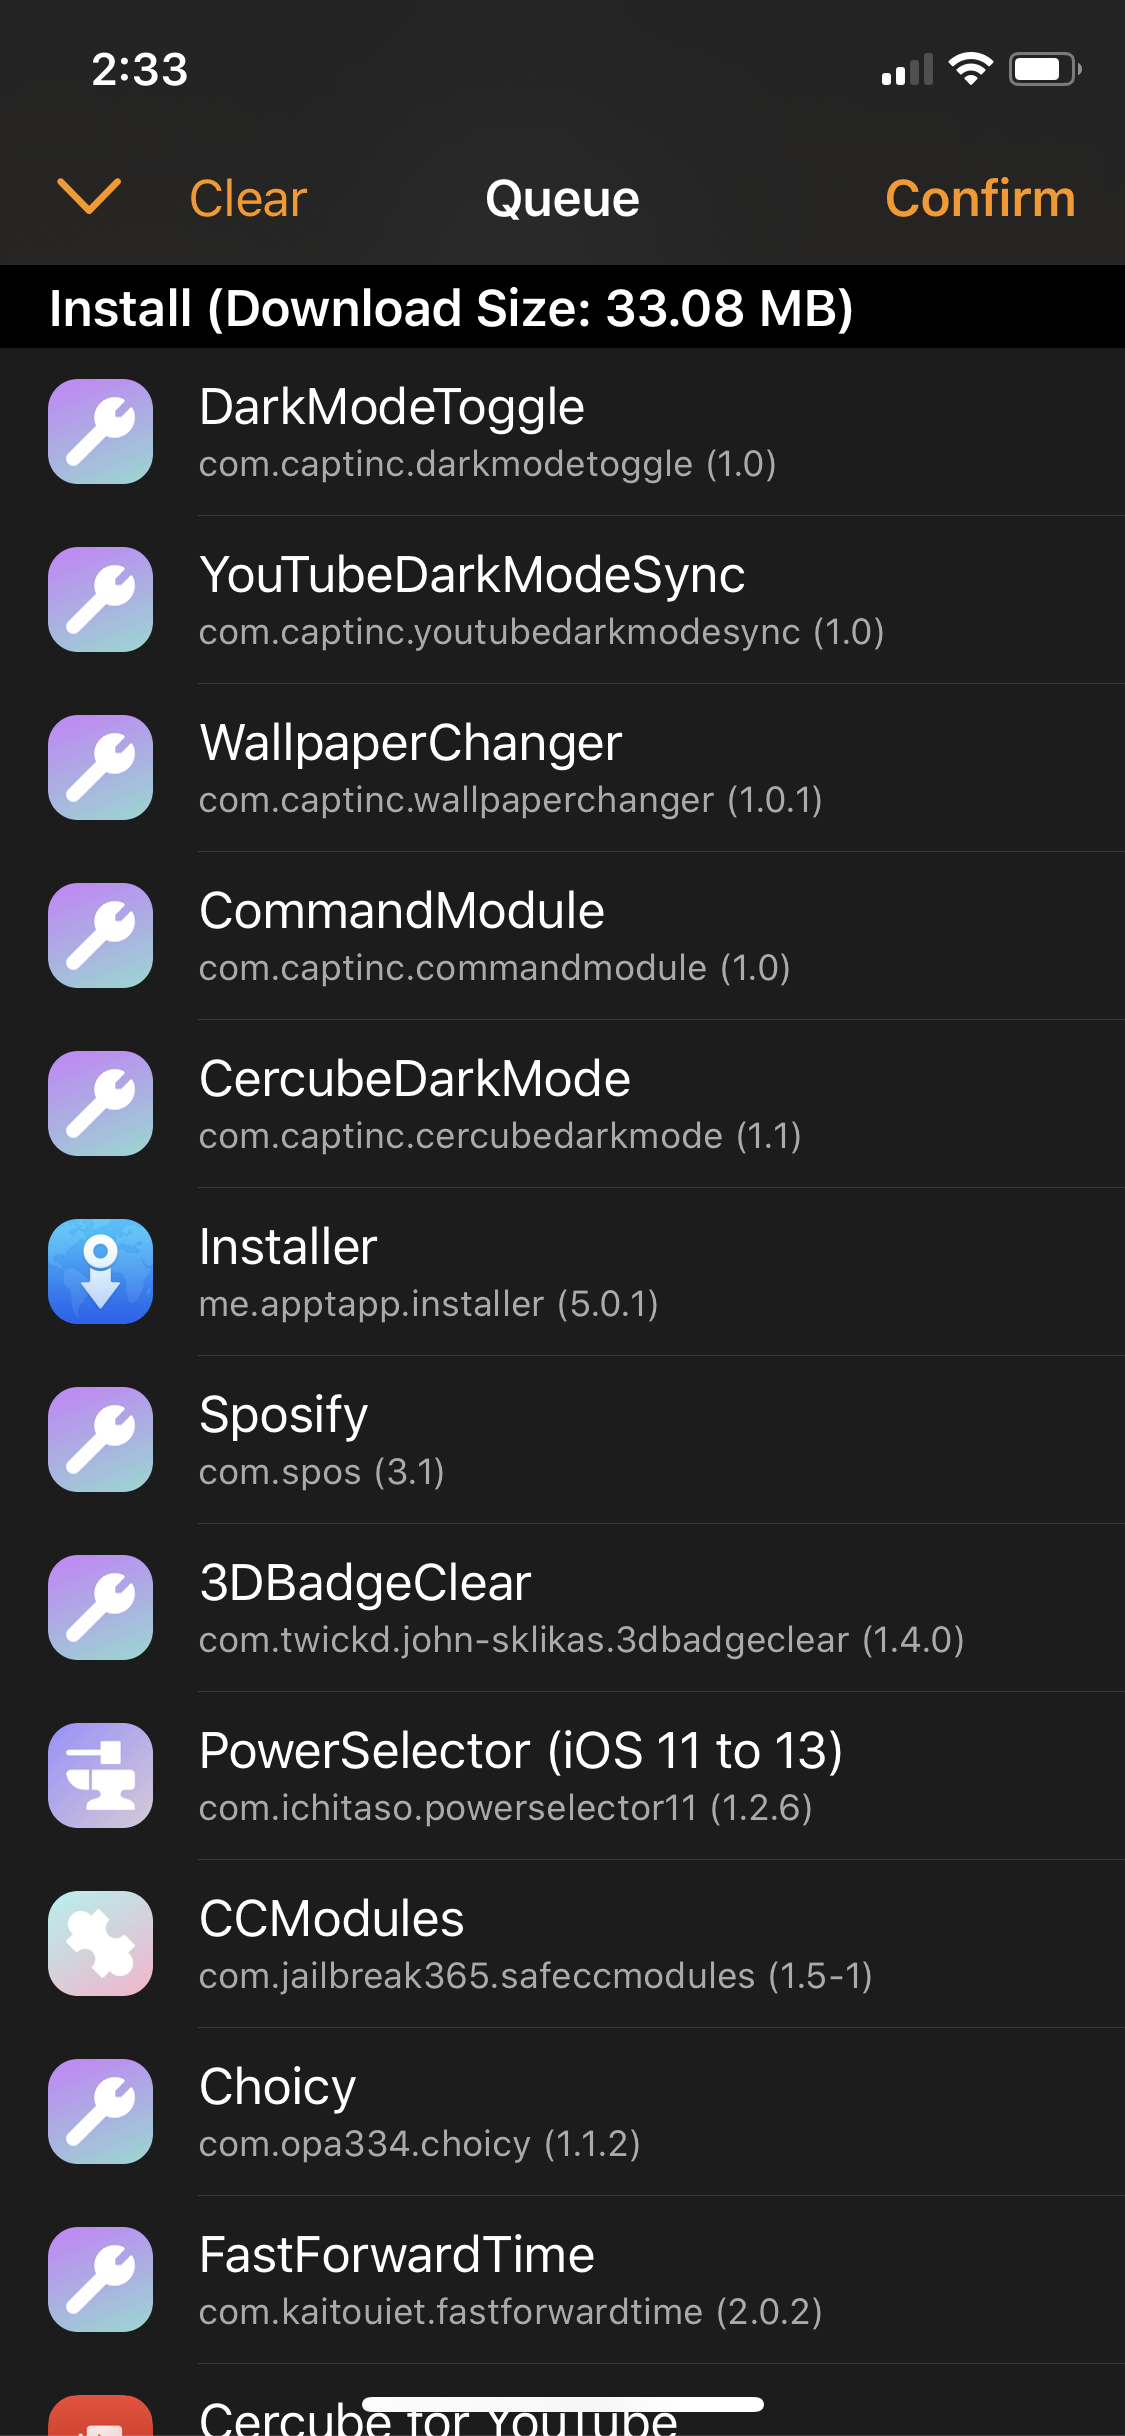 2:33
Clear
Queue
Confirm
Install (Download Size: 33.08 MB)
DarkModeToggle
com.captinc.darkmodetoggle (1.0)
YouTubeDarkModeSync
com.captinc.youtubedarkmodesync (1.0)
WallpaperChanger
com.captinc.wallpaperchanger (1.0.1)
CommandModule
com.captinc.commandmodule (1.0)
CercubeDarkMode
com.captinc.cercubedarkmode (1.1)
Installer
me.apptapp.installer (5.0.1)
Sposify
com.spos (3.1)
3DBadgeClear
com.twickd.john-sklikas.3dbadgeclear (1.4.0)
PowerSelector (iOS 11 to 13)
com.ichitaso.powerselector11 (1.2.6)
CCModules
com.jailbreak365.safeccmodules (1.5-1)
Choicy
com.opa334.choicy (1.1.2)
FastForwardTime
com.kaitouiet.fastforwardtime (2.0.2)
Cercube for YouTube